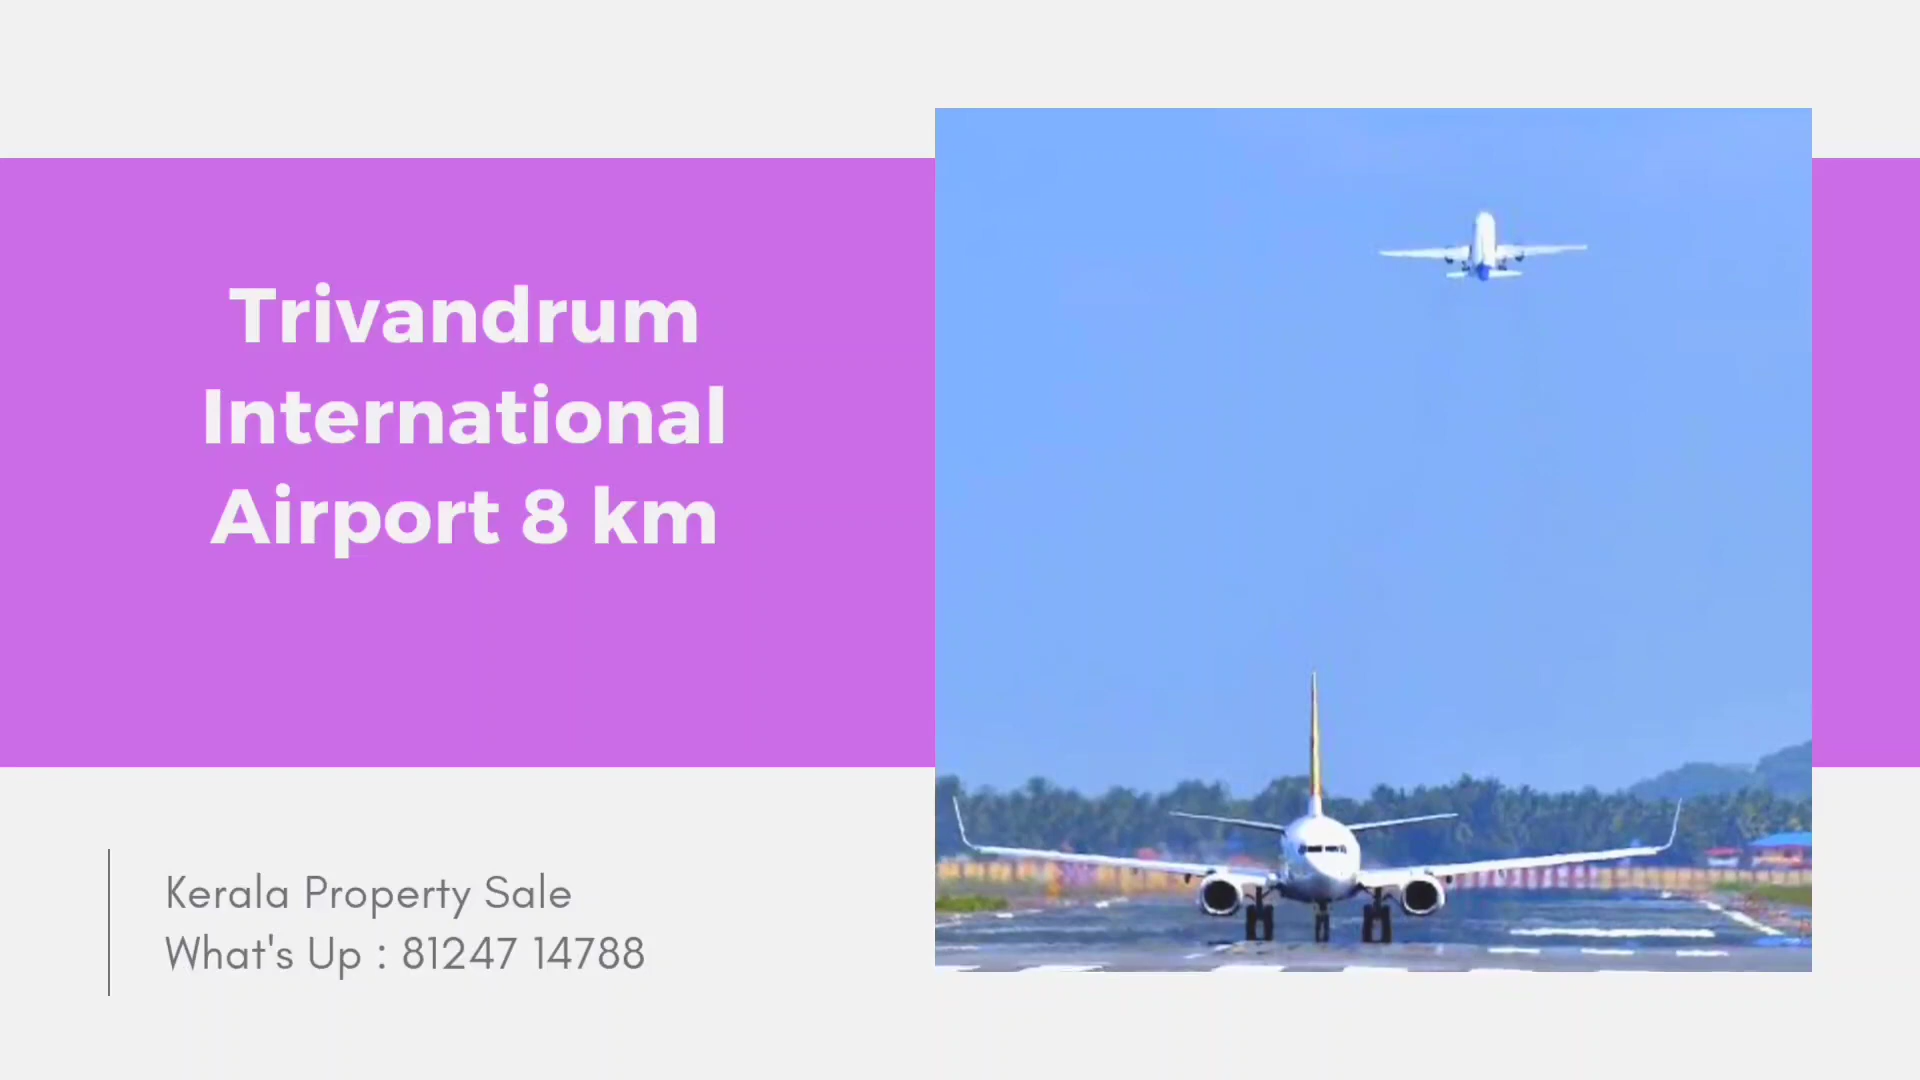 Trivandrum
International
Airport 8 km
Kerala Property Sale
What's Up : 81247 14788